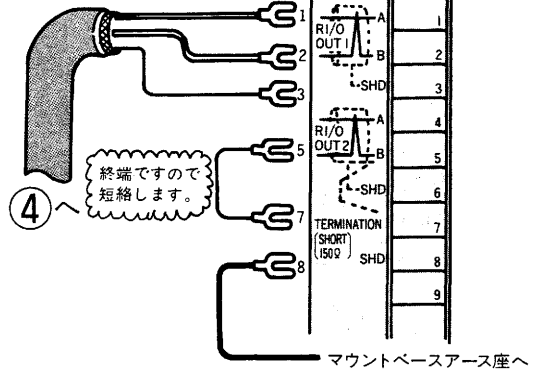 1
2
3
5
7
8
RI/O
OUT 1
A
B
SHD
RI/O
OUT 2
A
B
SHD
TERMINATION
(SHORT
150Ω)
SHD
1
2
3
4
5
6
7
8
9
終端ですので
短絡します。
④へ
マウントベースアース座へ